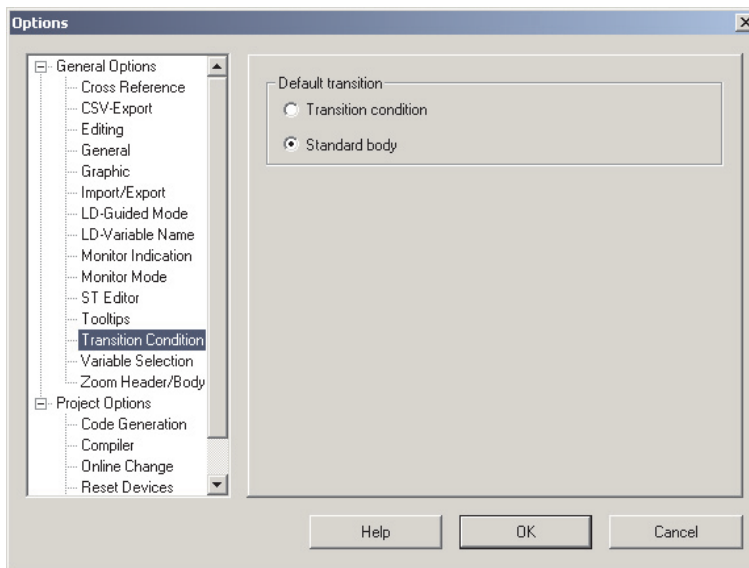 Options
General Options
Cross Reference
CSV-Export
Editing
General
Graphic
Import/Export
LD-Guided Mode
LD-Variable Name
Monitor Indication
Monitor Mode
ST Editor
Tooltips
Transition Condition
Variable Selection
Zoom Header/Body
Project Options
Code Generation
Compiler
Online Change
Reset Devices
Default transition
Transition condition
Standard body
Help
OK
Cancel